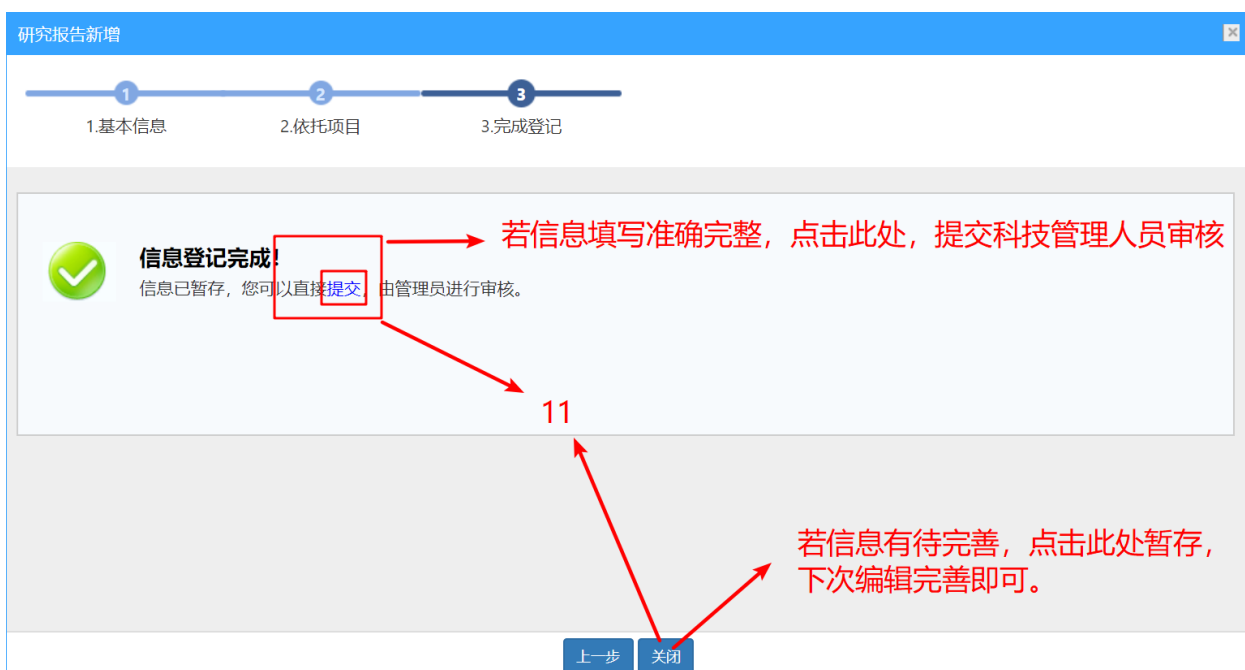 研究报告新增
1
2
3
1.基本信息
2.依托项目
3.完成登记
若信息填写准确完整，点击此处，提交科技管理人员审核
信息登记完成!
信息已暂存，您可以直接提交，由管理员进行审核。
11
若信息有待完善，点击此处暂存，
下次编辑完善即可。
上一步
关闭